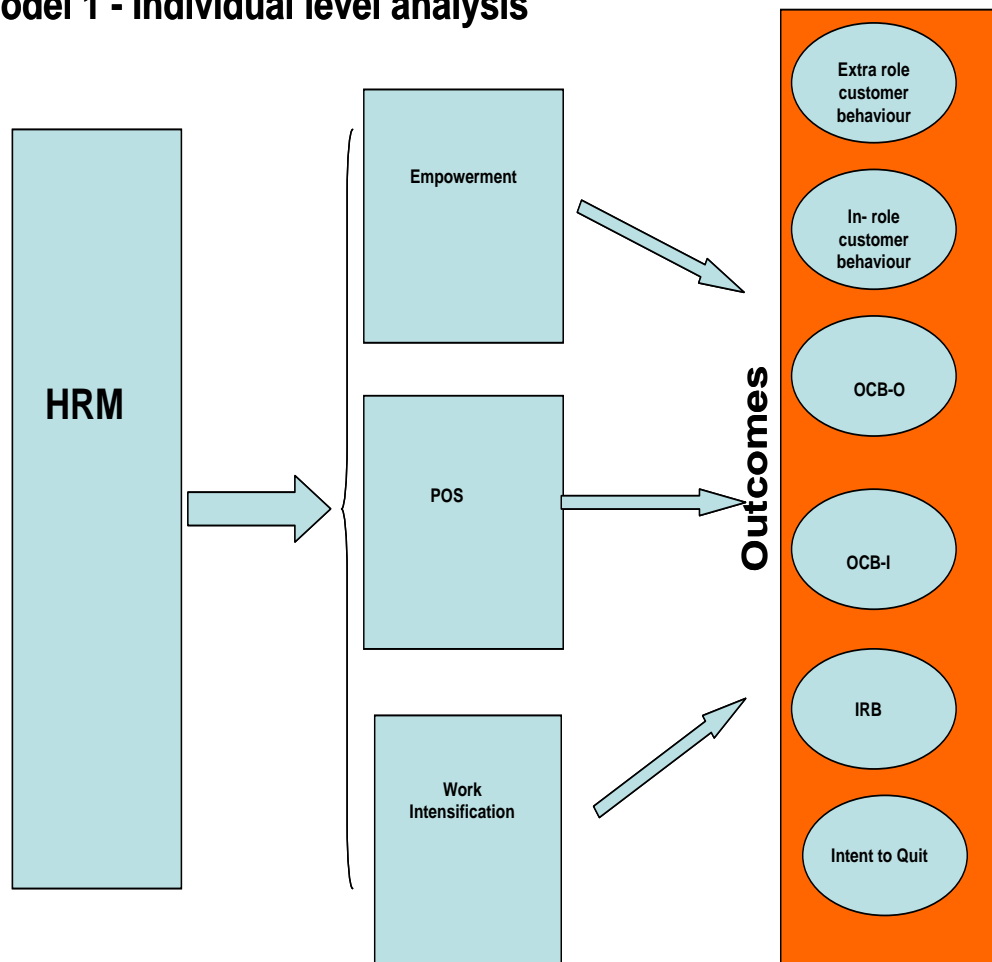 odel 1 - Individual level analysis
HRM
Empowerment
POS
Work
Intensification
Outcomes
Extra role
customer
behaviour
In- role
customer
behaviour
OCB-O
OCB-I
IRB
Intent to Quit